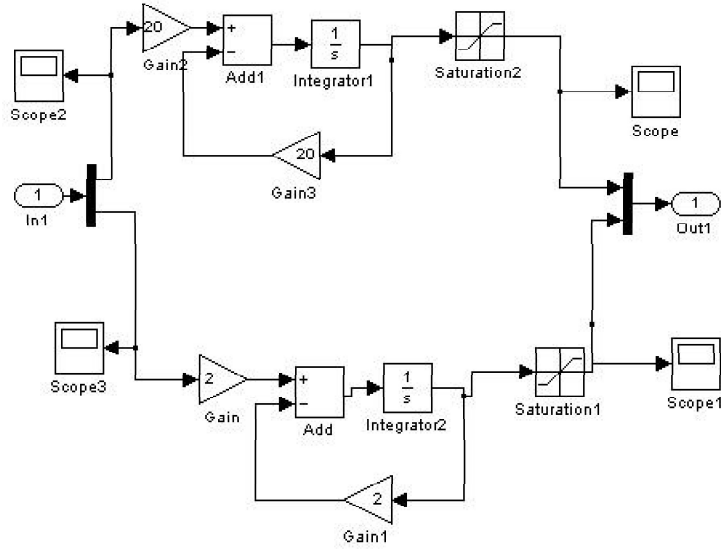 20
+
−
1
s
Gain2
Add1
Integrator1
Saturation2
Scope2
Scope
20
Gain3
1
In1
1
Out1
Scope3
2
Gain
+
−
Add
1
s
Integrator2
Saturation1
Scope1
2
Gain1